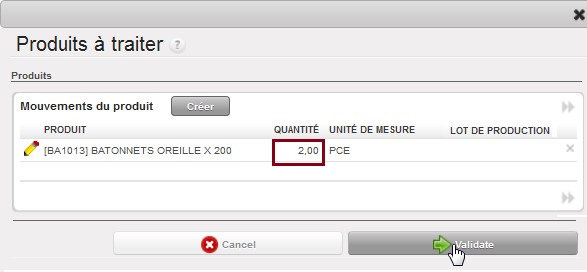 Produits à traiter ?
Produits
Mouvements du produit Créer
PRODUIT QUANTITÉ UNITÉ DE MESURE LOT DE PRODUCTION
[BA1013] BATONNETS OREILLE X 200 2,00 PCE
Cancel Validate